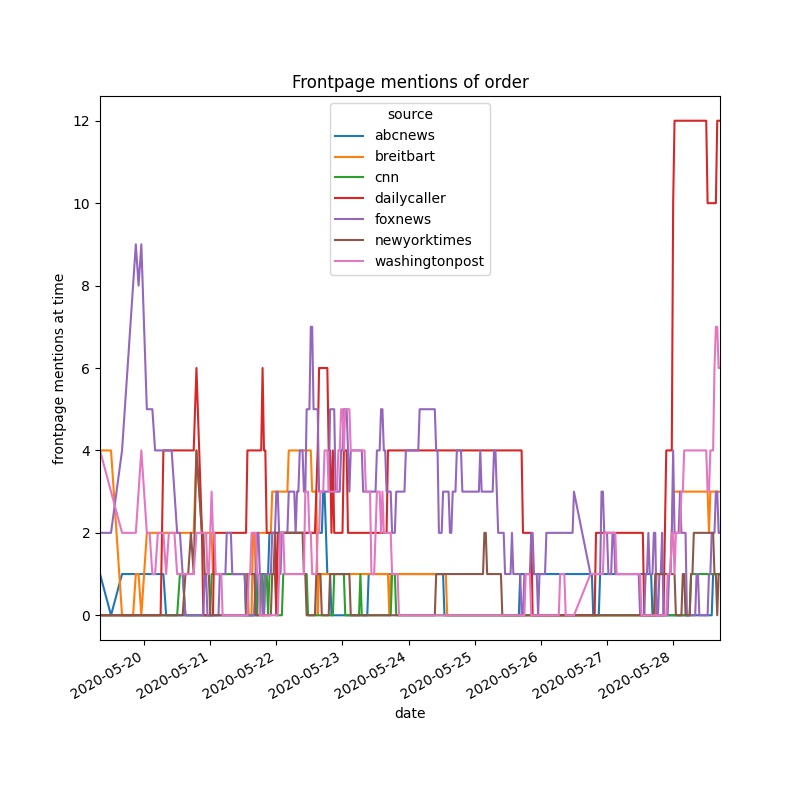 Frontpage mentions of order
source
abcnews
breitbart
cnn
dailycaller
foxnews
newyorktimes
washingtonpost
frontpage mentions at time
12
10
8
6
4
2
0
2020-05-20
2020-05-21
2020-05-22
2020-05-23
2020-05-24
2020-05-25
2020-05-26
2020-05-27
2020-05-28
date